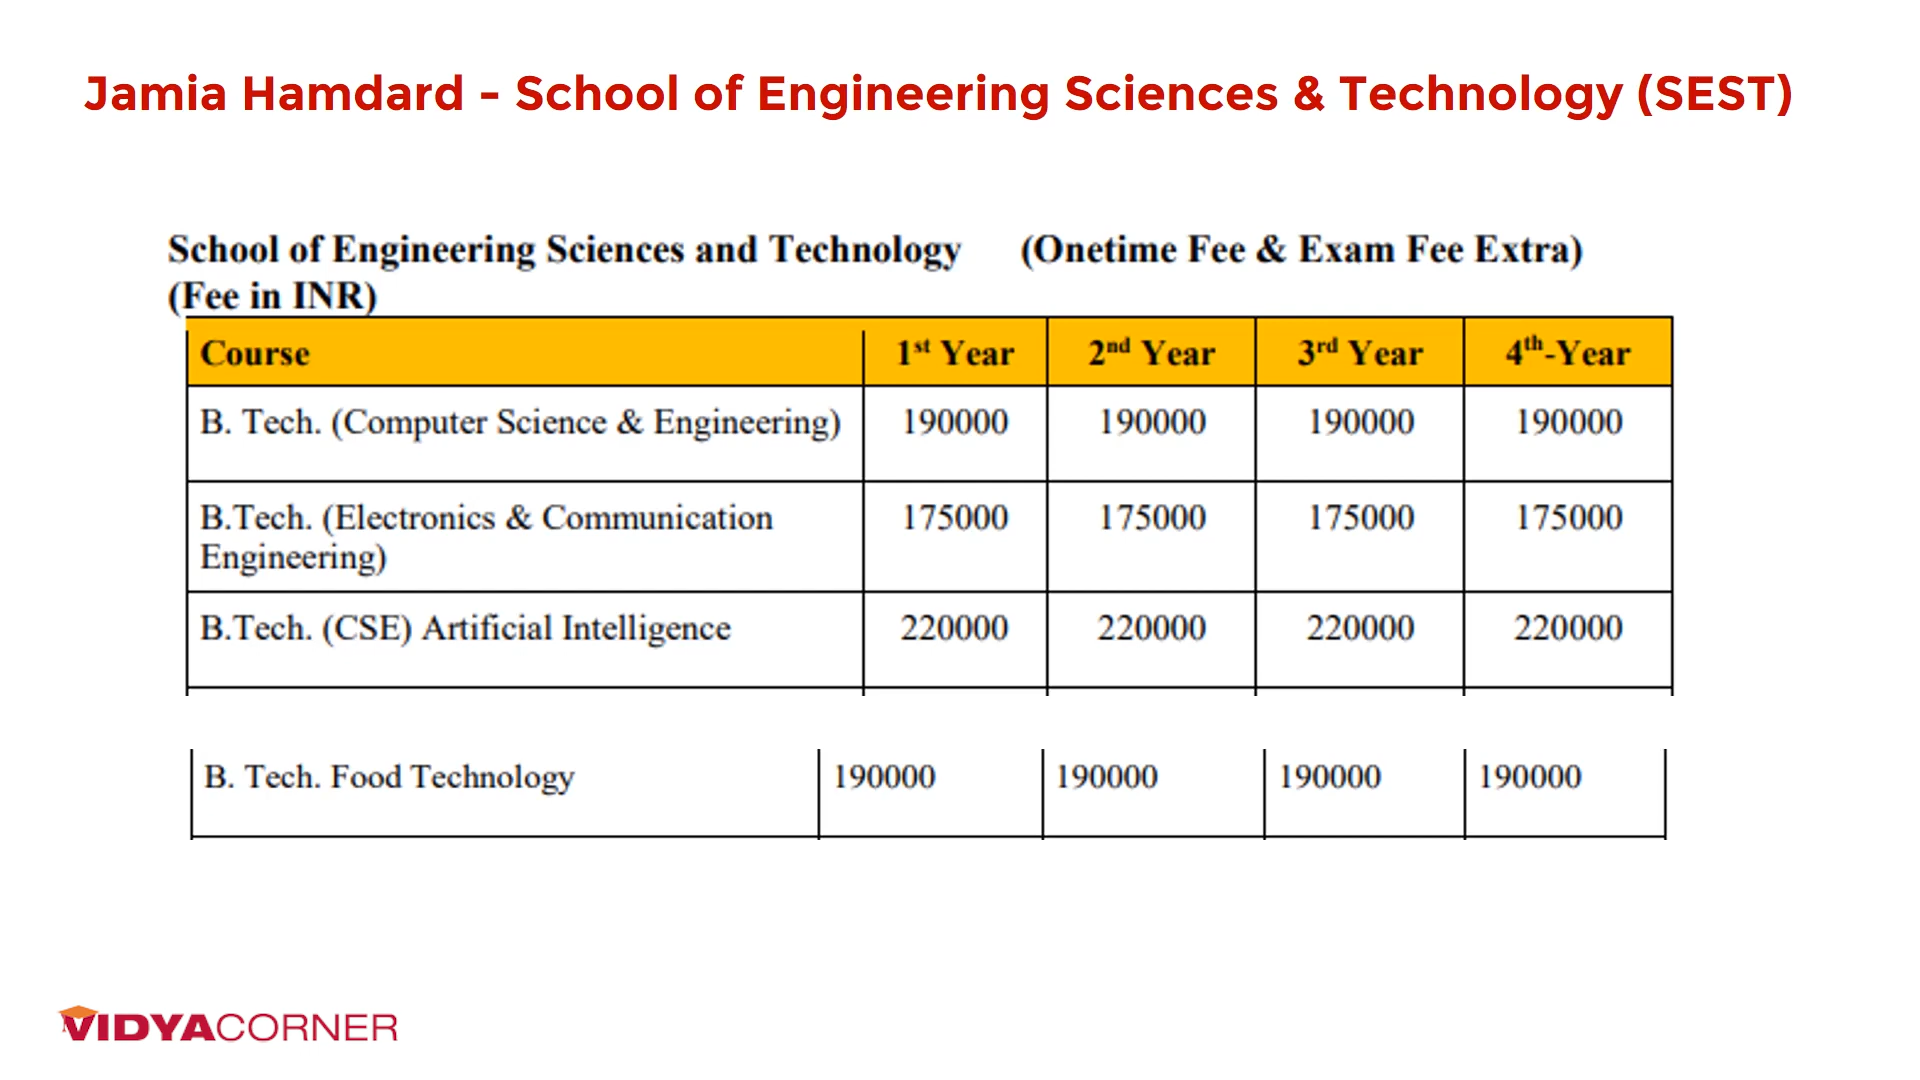 Jamia Hamdard - School of Engineering Sciences & Technology (SEST)
School of Engineering Sciences and Technology (Onetime Fee & Exam Fee Extra)
(Fee in INR)
Course 1st Year 2nd Year 3rd Year 4th-Year
B. Tech. (Computer Science & Engineering) 190000 190000 190000 190000
B.Tech. (Electronics & Communication 175000 175000 175000 175000
Engineering)
B.Tech. (CSE) Artificial Intelligence 220000 220000 220000 220000
B. Tech. Food Technology 190000 190000 190000 190000
VIDYACORNER